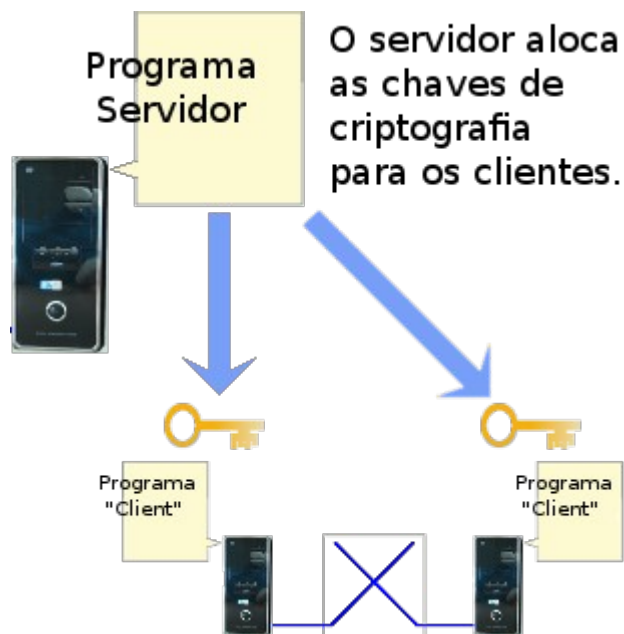 Programa
Servidor
O servidor aloca
as chaves de
criptografia
para os clientes.
Programa
"Client"
Programa
"Client"